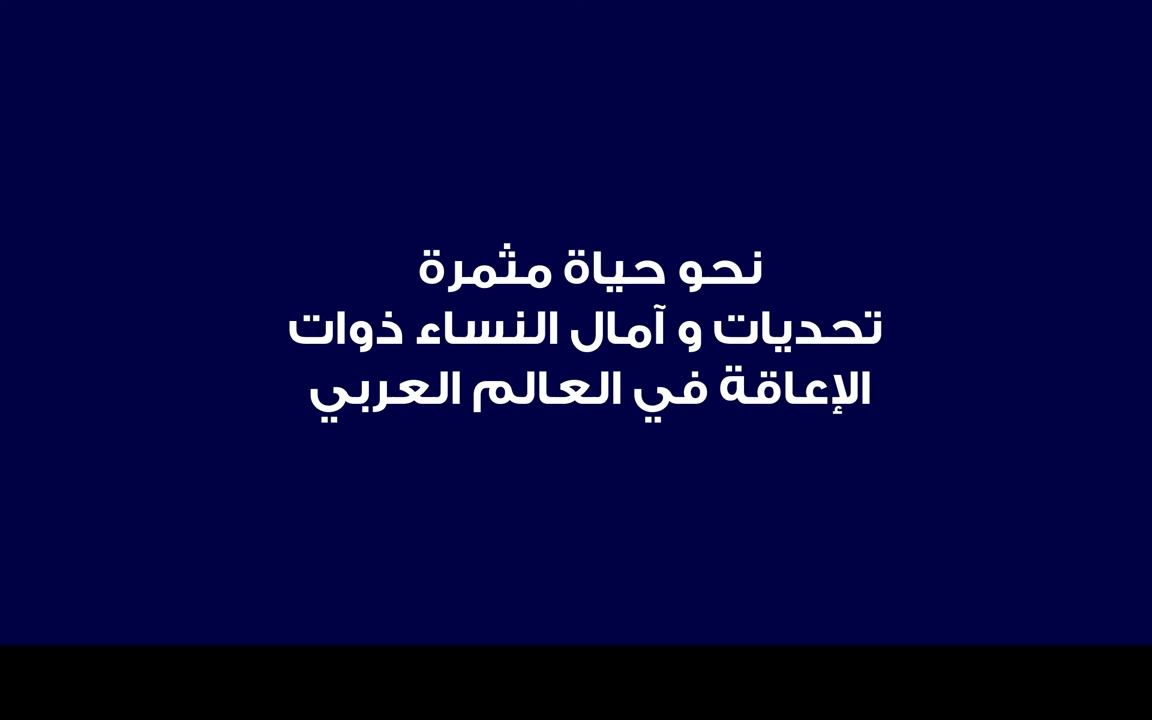 نحو حياة مثمرة
تحديات و آمال النساء ذوات
الإعاقة في العالم العربي